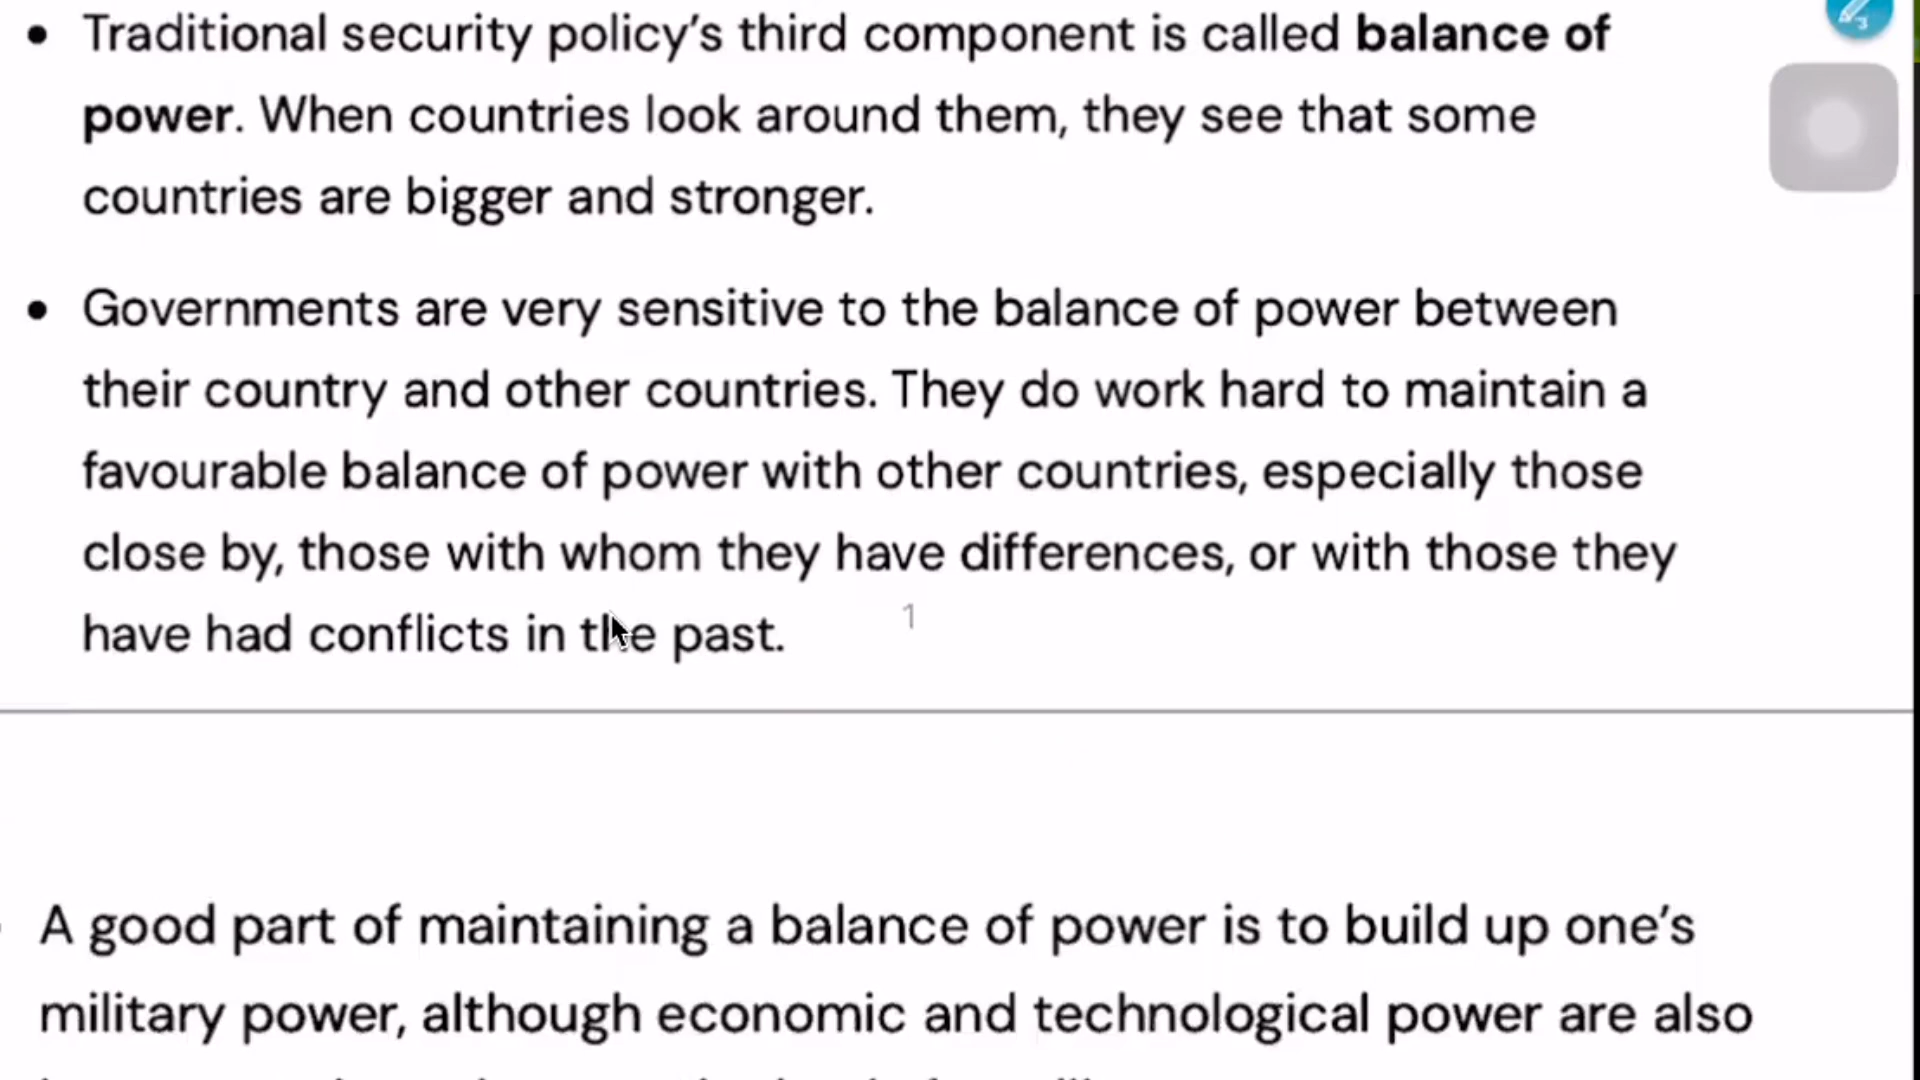 • Traditional security policy’s third component is called balance of
power. When countries look around them, they see that some
countries are bigger and stronger.
• Governments are very sensitive to the balance of power between
their country and other countries. They do work hard to maintain a
favourable balance of power with other countries, especially those
close by, those with whom they have differences, or with those they
have had conflicts in the past.
1
A good part of maintaining a balance of power is to build up one’s
military power, although economic and technological power are also